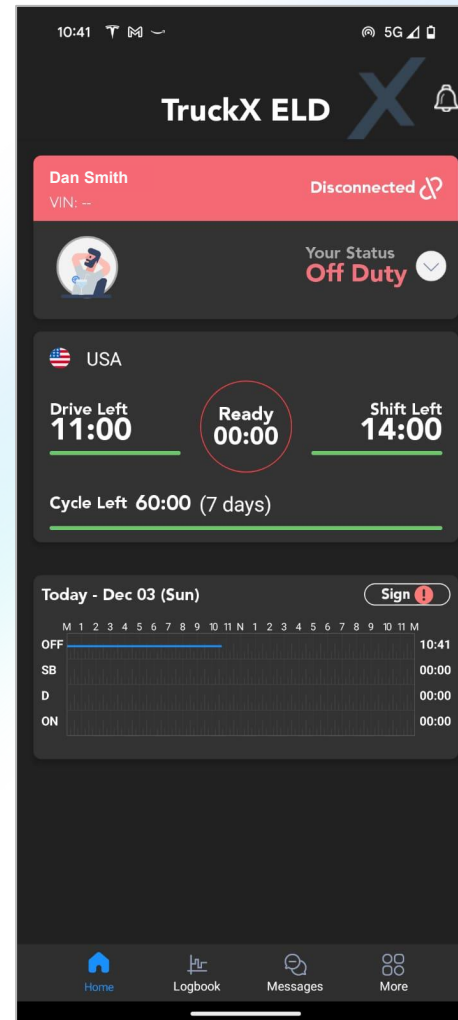 10:41 5G
TruckX ELD
Dan Smith
Disconnected
VIN: --
Your Status
Off Duty
USA
Drive Left
11:00
Ready
00:00
Shift Left
14:00
Cycle Left 60:00 (7 days)
Today - Dec 03 (Sun)
Sign !
M 1 2 3 4 5 6 7 8 9 10 11 N 1 2 3 4 5 6 7 8 9 10 11 M
OFF 10:41
SB 00:00
D 00:00
ON 00:00
Home Logbook Messages More